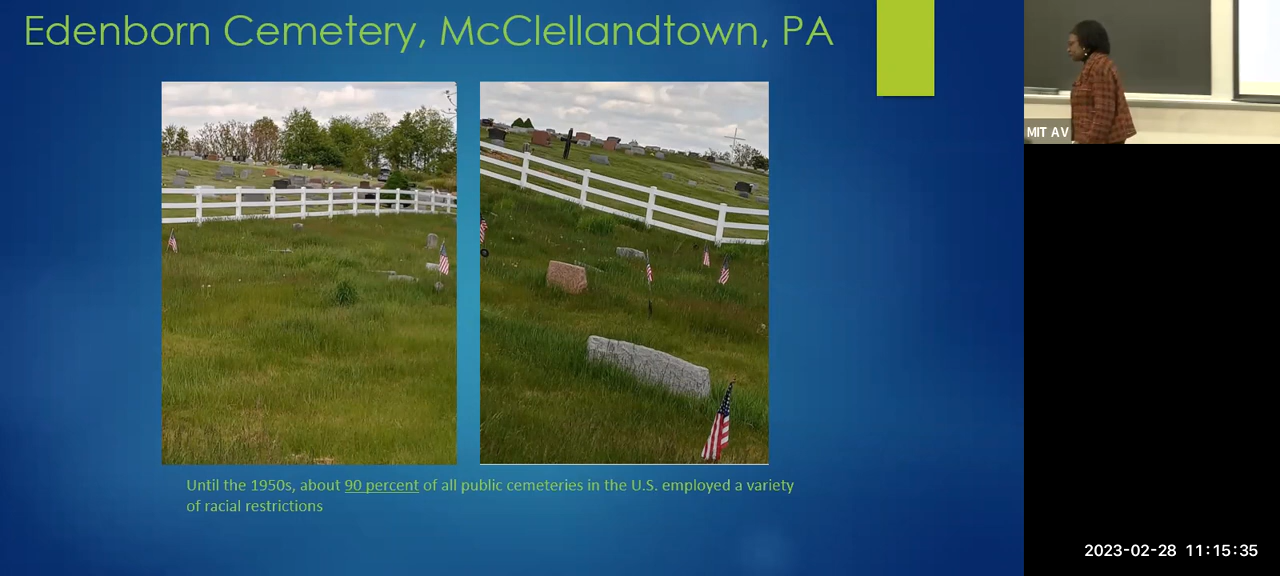 Edenborn Cemetery, McClellandtown, PA
MIT AV
Until the 1950s, about 90 percent of all public cemeteries in the U.S. employed a variety
of racial restrictions
2023-02-28 11:15:35